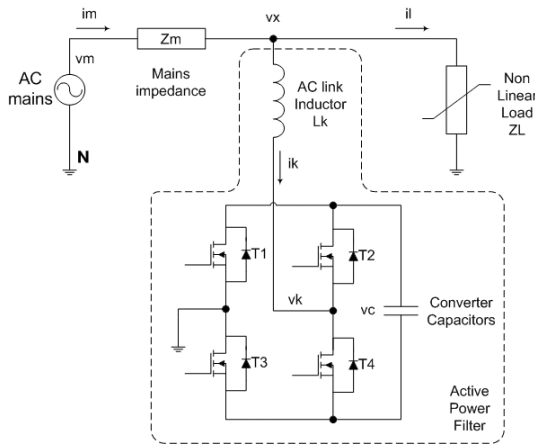 im
vx
il
Zm
vm
AC
mains
Mains
impedance
AC link
Inductor
Lk
Non
Linear
Load
ZL
N
ik
T1
T2
vk
vc
Converter
Capacitors
T3
T4
Active
Power
Filter